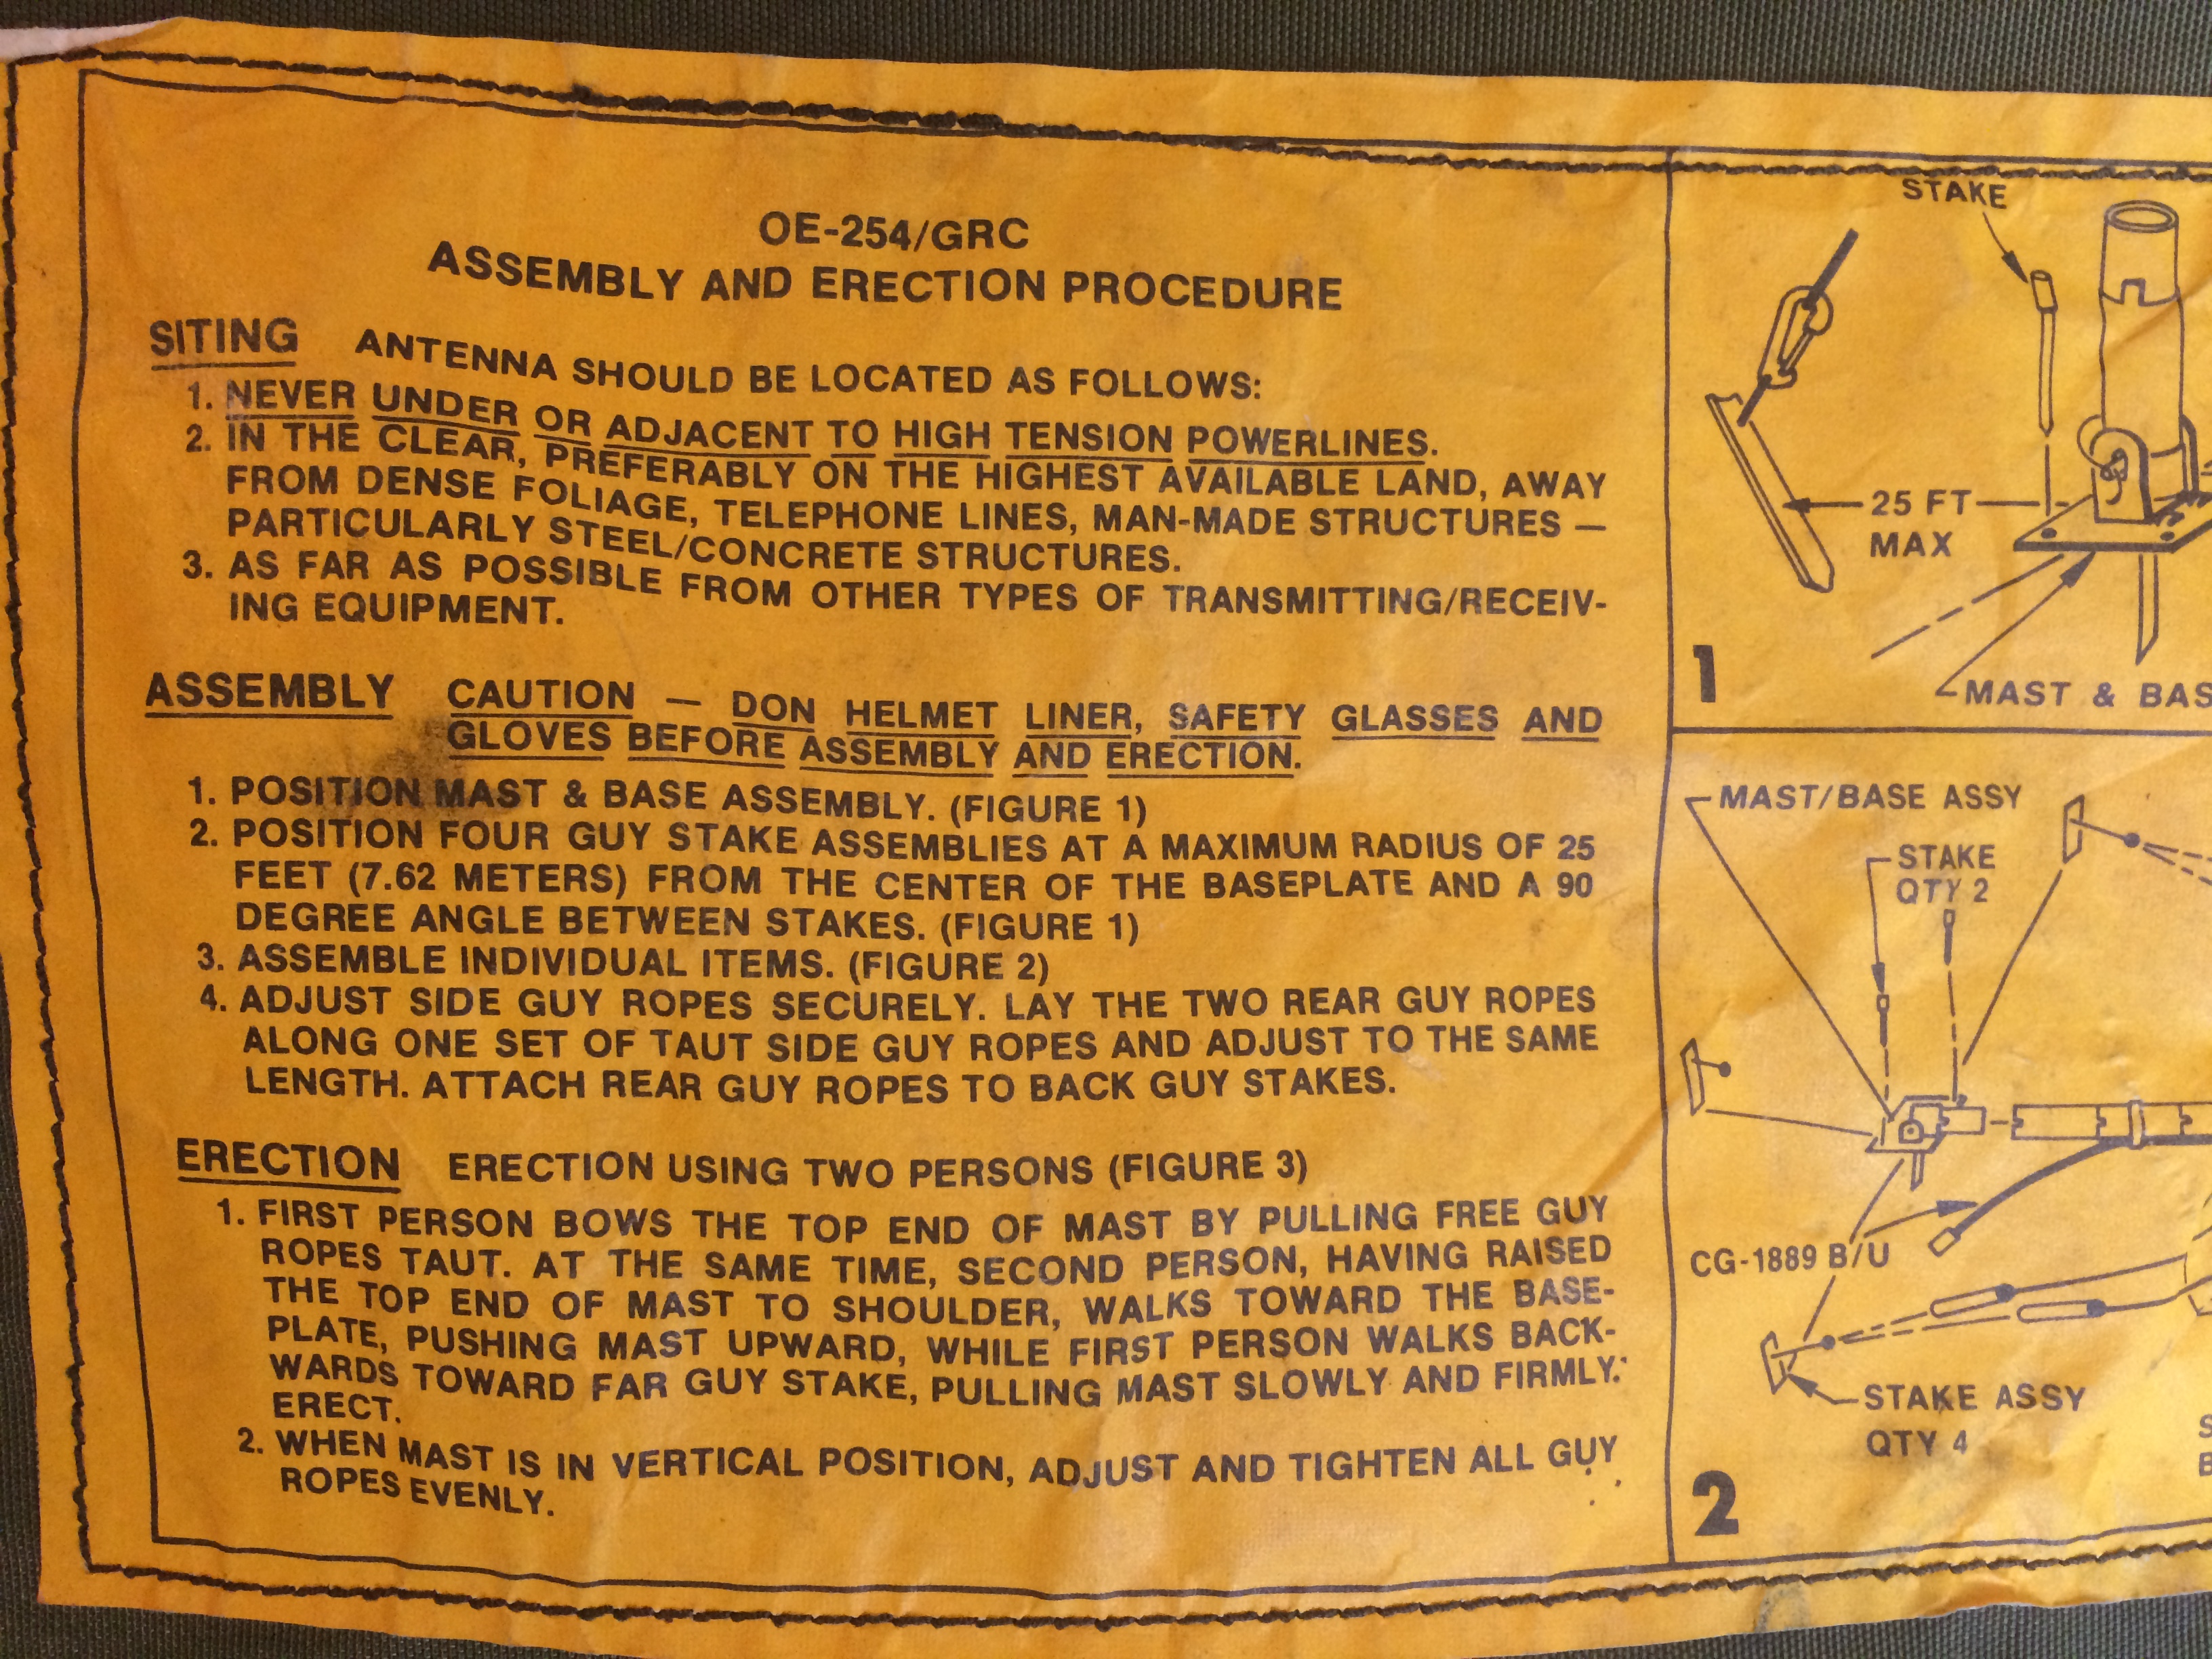 OE-254/GRC
ASSEMBLY AND ERECTION PROCEDURE
SITING ANTENNA SHOULD BE LOCATED AS FOLLOWS:
1. NEVER UNDER OR ADJACENT TO HIGH TENSION POWERLINES.
2. IN THE CLEAR, PREFERABLY ON THE HIGHEST AVAILABLE LAND, AWAY
FROM DENSE FOLIAGE, TELEPHONE LINES, MAN-MADE STRUCTURES —
PARTICULARLY STEEL/CONCRETE STRUCTURES.
3. AS FAR AS POSSIBLE FROM OTHER TYPES OF TRANSMITTING/RECEIV-
ING EQUIPMENT.
ASSEMBLY CAUTION — DON HELMET LINER, SAFETY GLASSES AND
GLOVES BEFORE ASSEMBLY AND ERECTION.
1. POSITION MAST & BASE ASSEMBLY. (FIGURE 1)
2. POSITION FOUR GUY STAKE ASSEMBLIES AT A MAXIMUM RADIUS OF 25
FEET (7.62 METERS) FROM THE CENTER OF THE BASEPLATE AND A 90
DEGREE ANGLE BETWEEN STAKES. (FIGURE 1)
3. ASSEMBLE INDIVIDUAL ITEMS. (FIGURE 2)
4. ADJUST SIDE GUY ROPES SECURELY. LAY THE TWO REAR GUY ROPES
ALONG ONE SET OF TAUT SIDE GUY ROPES AND ADJUST TO THE SAME
LENGTH. ATTACH REAR GUY ROPES TO BACK GUY STAKES.
ERECTION ERECTION USING TWO PERSONS (FIGURE 3)
1. FIRST PERSON BOWS THE TOP END OF MAST BY PULLING FREE GUY
ROPES TAUT. AT THE SAME TIME, SECOND PERSON, HAVING RAISED
THE TOP END OF MAST TO SHOULDER, WALKS TOWARD THE BASE-
PLATE, PUSHING MAST UPWARD, WHILE FIRST PERSON WALKS BACK-
WARDS TOWARD FAR GUY STAKE, PULLING MAST SLOWLY AND FIRMLY.
ERECT.
2. WHEN MAST IS IN VERTICAL POSITION, ADJUST AND TIGHTEN ALL GUY
ROPES EVENLY.
STAKE
25 FT
MAX
1
MAST & BAS
MAST/BASE ASSY
STAKE
QTY 2
CG-1889 B/U
STAKE ASSY
QTY 4
2